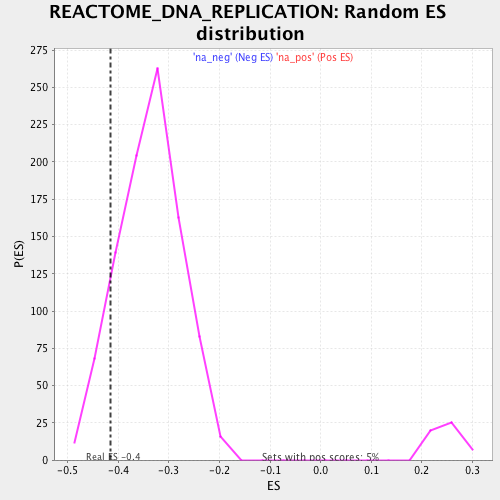 REACTOME_DNA_REPLICATION: Random ES
distribution
'na_neg' (Neg ES) 'na_pos' (Pos ES)
275
250
225
200
175
150
125
100
75
50
25
0
P(ES)
Real ES -0.4
Sets with pos scores: 5%
-0.5 -0.4 -0.3 -0.2 -0.1 0.0 0.1 0.2 0.3
ES